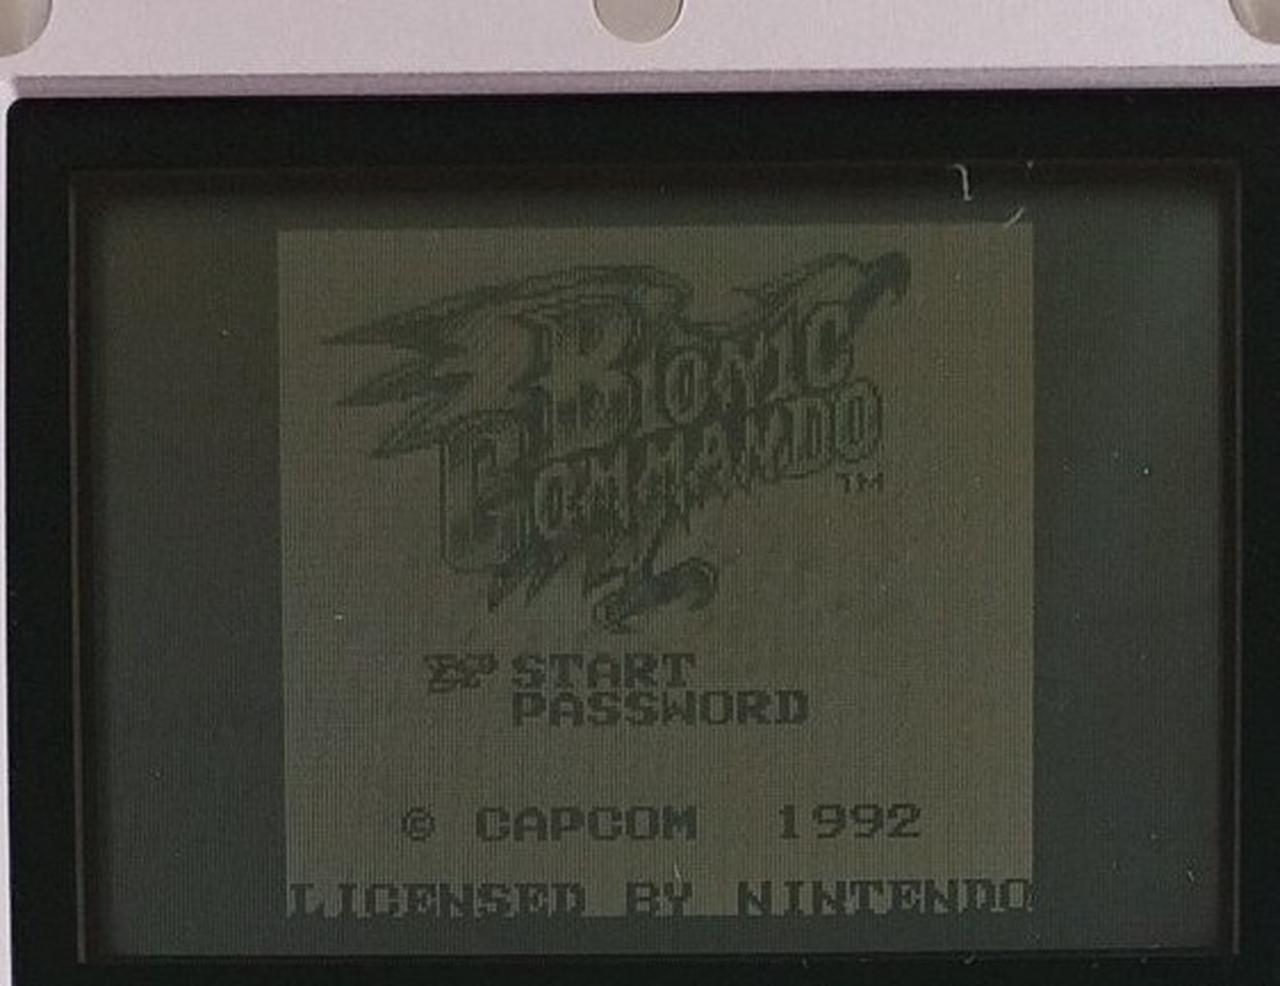 BIONIC
COMMANDO
TM
START
PASSWORD
© CAPCOM 1992
LICENSED BY NINTENDO